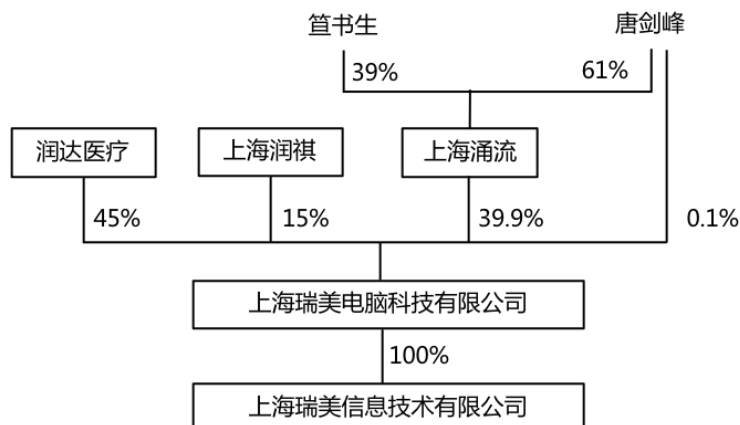 笪书生 唐剑峰
39% 61%
润达医疗 上海润祺 上海涌流
45% 15% 39.9% 0.1%
上海瑞美电脑科技有限公司
100%
上海瑞美信息技术有限公司